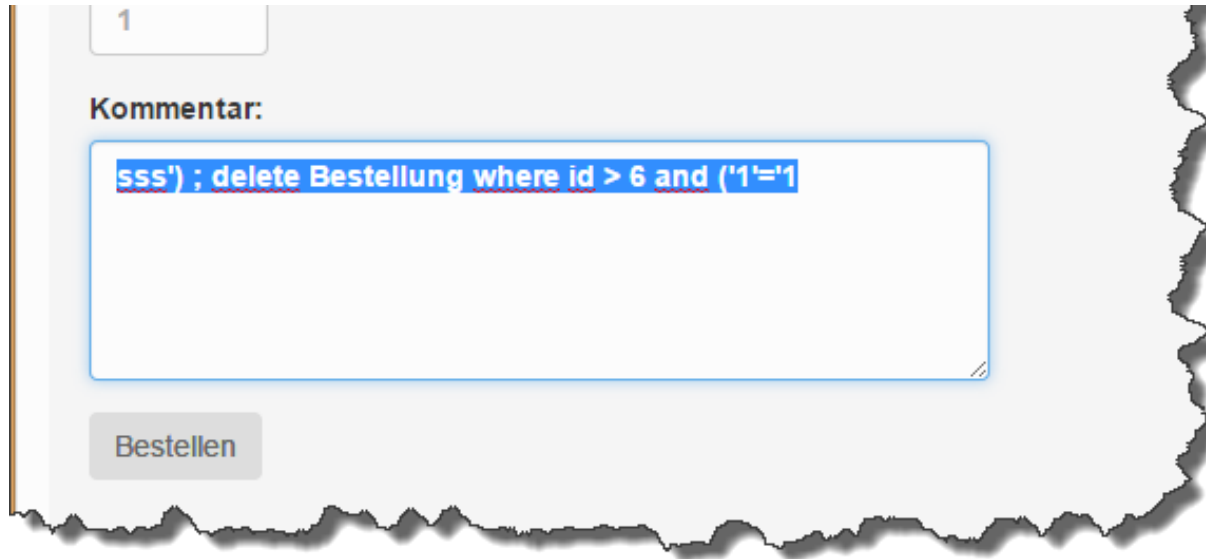 1
Kommentar:
sss') ; delete Bestellung where id > 6 and ('1'='1
Bestellen